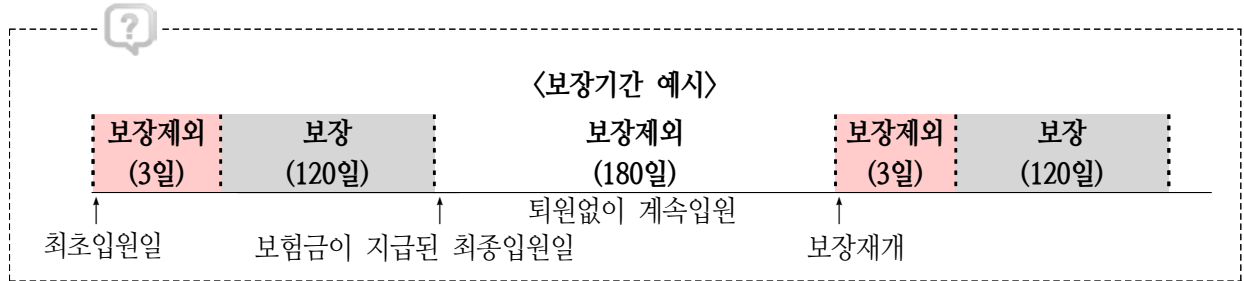 ?
〈보장기간 예시〉
보장제외 보장 보장제외 보장제외 보장
(3일) (120일) (180일) (3일) (120일)
퇴원없이 계속입원
↑ ↑ ↑
최초입원일 보험금이 지급된 최종입원일 보장재개